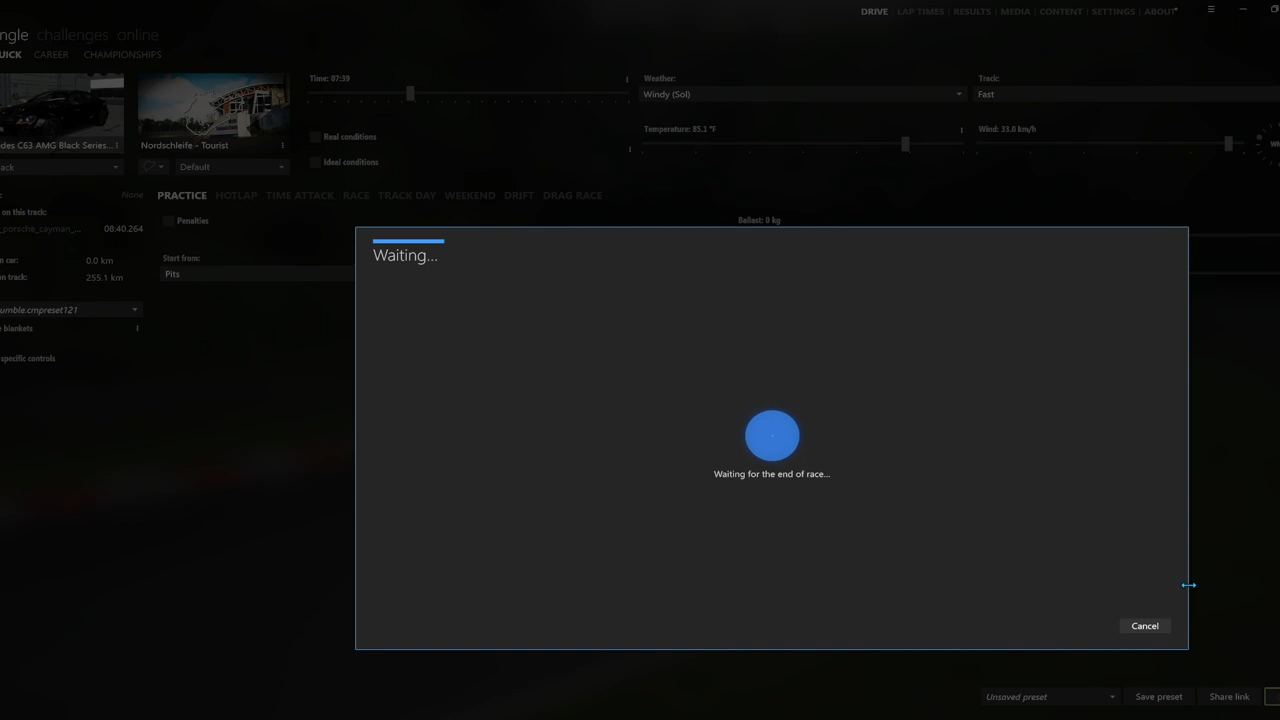 DRIVE | LAP TIMES | RESULTS | MEDIA | CONTENT | SETTINGS | ABOUT
ngle challenges online
UICK CAREER CHAMPIONSHIPS
des C63 AMG Black Series...
ack
Nordschleife - Tourist
Default
Time: 07:39
Real conditions
Ideal conditions
Weather:
Windy (Sol)
Track:
Fast
Temperature: 85.1 °F
Wind: 33.0 km/h
None
on this track:
_porsche_cayman_... 08:40.264
n car: 0.0 km
on track: 255.1 km
umble.cmpreset121
e blankets
specific controls
PRACTICE HOTLAP TIME ATTACK RACE TRACK DAY WEEKEND DRIFT DRAG RACE
Penalties
Ballast: 0 kg
Start from:
Pits
Waiting...
Waiting for the end of race...
Cancel
Unsaved preset Save preset Share link